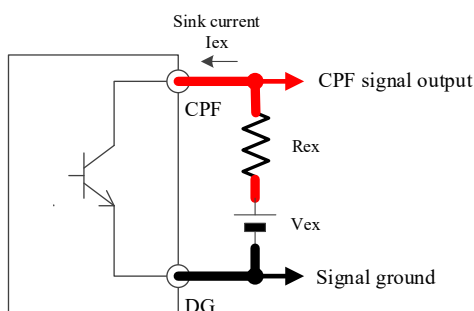 Sink current
Iex
CPF signal output
CPF
Rex
Vex
Signal ground
DG